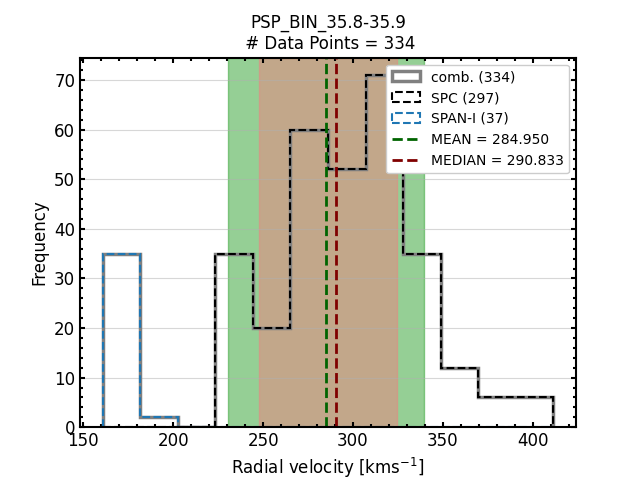 PSP_BIN_35.8-35.9
# Data Points = 334
comb. (334)
SPC (297)
SPAN-I (37)
MEAN = 284.950
MEDIAN = 290.833
Frequency
70
60
50
40
30
20
10
0
150 200 250 300 350 400
Radial velocity [kms⁻¹]